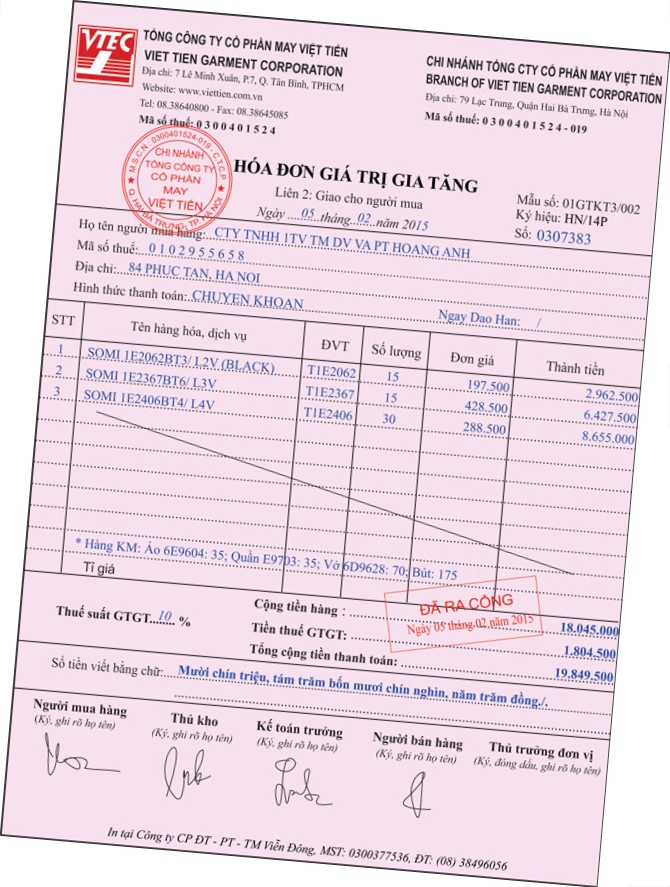 VTEC
TỔNG CÔNG TY CỔ PHẦN MAY VIỆT TIẾN
VIET TIEN GARMENT CORPORATION
Địa chỉ: 7 Lê Minh Xuân, P.7, Q. Tân Bình, TPHCM
Website: www.viettien.com.vn
Tel: 08.38640800 - Fax: 08.38645085
Mã số thuế: 0 3 0 0 4 0 1 5 2 4
CHI NHÁNH TỔNG CTY CỔ PHẦN MAY VIỆT TIẾN
BRANCH OF VIET TIEN GARMENT CORPORATION
Địa chỉ: 79 Lạc Trung, Quận Hai Bà Trưng, Hà Nội
Mã số thuế: 0 3 0 0 4 0 1 5 2 4 - 019
M.S.C.N: 0300401524-019-C.T.C.P
CHI NHÁNH
TỔNG CÔNG TY
CỔ PHẦN
MAY
VIỆT TIẾN
Q. HAI BÀ TRƯNG, TP. HÀ NỘI
HÓA ĐƠN GIÁ TRỊ GIA TĂNG
Liên 2: Giao cho người mua
Ngày ....05. tháng ..02...năm 2015
Mẫu số: 01GTKT3/002
Ký hiệu: HN/14P
Số: 0307383
Họ tên người mua hàng: CTY TNHH 1TV TM DV VA PT HOANG ANH
Mã số thuế: 0 1 0 2 9 5 5 6 5 8
Địa chỉ: 84 PHUC TAN, HA NOI
Hình thức thanh toán: CHUYEN KHOAN Ngay Dao Han: /
STT Tên hàng hóa, dịch vụ ĐVT Số lượng Đơn giá Thành tiền
1 SOMI 1E2062BT3/ L2V (BLACK) T1E2062 15 197.500 2.962.500
2 SOMI 1E2367BT6/ L3V T1E2367 15 428.500 6.427.500
3 SOMI 1E2406BT4/ L4V T1E2406 30 288.500 8.655.000
* Hàng KM: Áo 6E9604: 35; Quần E9703: 35; Vớ 6D9628: 70; Bút: 175
Tỉ giá
Cộng tiền hàng : 18.045.000
Thuế suất GTGT..10.... % Tiền thuế GTGT: 1.804.500
Tổng cộng tiền thanh toán: 19.849.500
ĐÃ RA CÔNG
Ngày 05 tháng 02 năm 2015
Số tiền viết bằng chữ: Mười chín triệu, tám trăm bốn mươi chín nghìn, năm trăm đồng./.
Người mua hàng Thủ kho Kế toán trưởng Người bán hàng Thủ trưởng đơn vị
(Ký, ghi rõ họ tên) (Ký, ghi rõ họ tên) (Ký, ghi rõ họ tên) (Ký, ghi rõ họ tên) (Ký, đóng dấu, ghi rõ họ tên)
In tại Công ty CP ĐT - PT - TM Viễn Đông, MST: 0300377536, ĐT: (08) 38496056